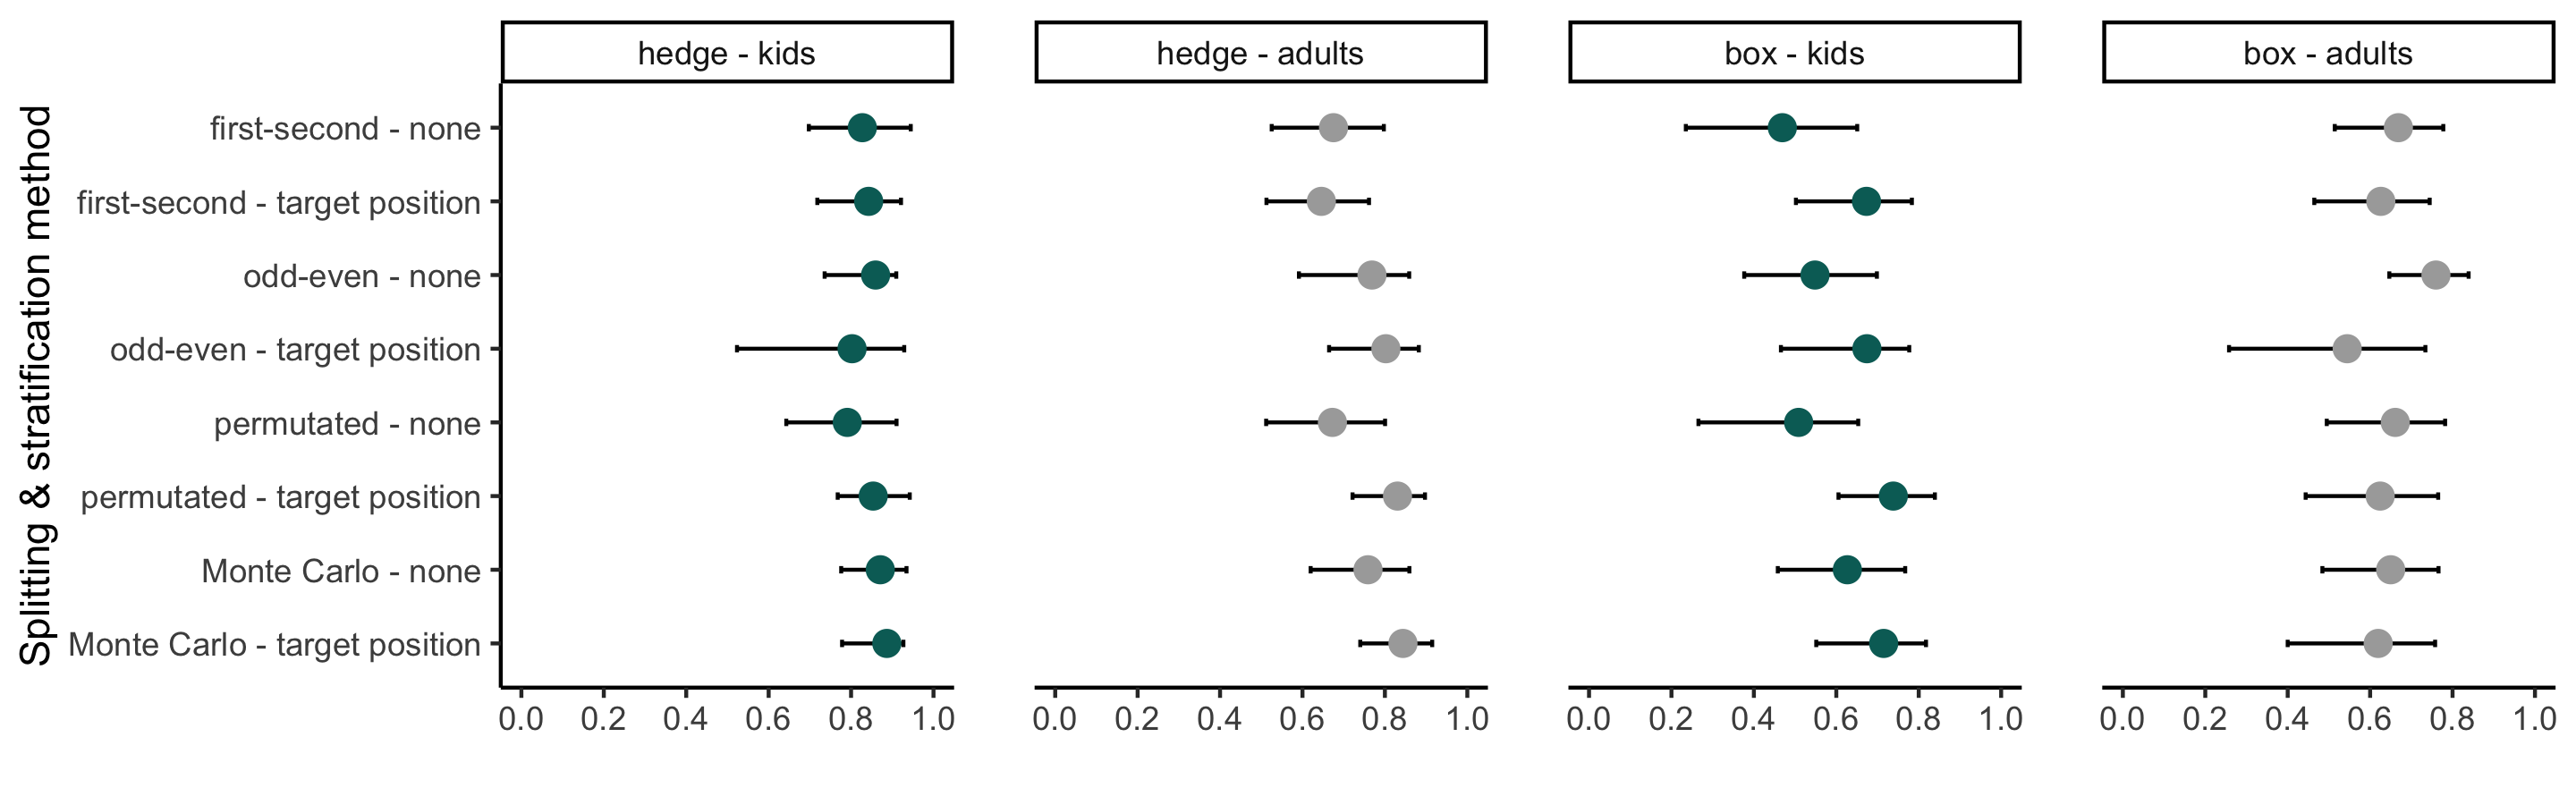 hedge - kids
hedge - adults
box - kids
box - adults
Splitting & stratification method
first-second - none
first-second - target position
odd-even - none
odd-even - target position
permutated - none
permutated - target position
Monte Carlo - none
Monte Carlo - target position
0.0 0.2 0.4 0.6 0.8 1.0
0.0 0.2 0.4 0.6 0.8 1.0
0.0 0.2 0.4 0.6 0.8 1.0
0.0 0.2 0.4 0.6 0.8 1.0